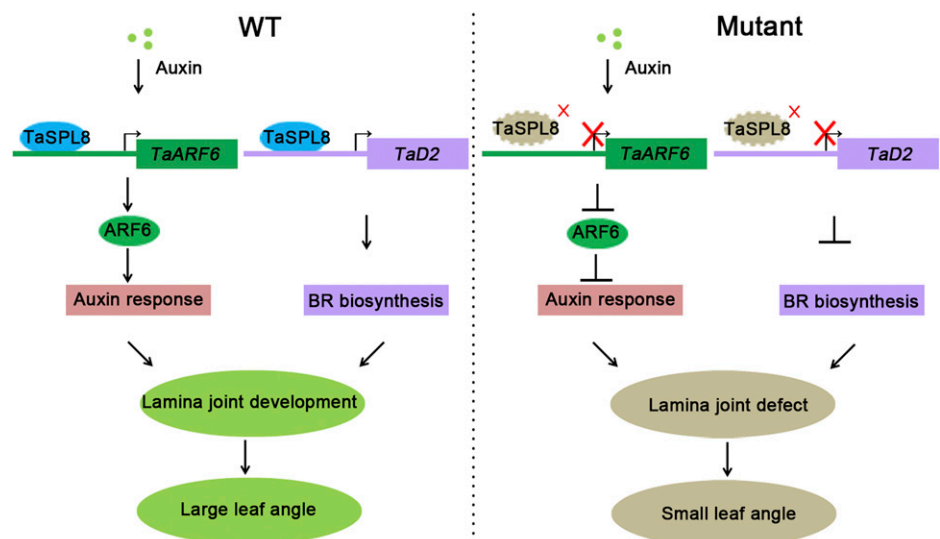 WT
Mutant
Auxin
Auxin
TaSPL8
TaARF6
TaSPL8
TaD2
TaSPL8
TaARF6
TaSPL8
TaD2
ARF6
ARF6
Auxin response
BR biosynthesis
Auxin response
BR biosynthesis
Lamina joint development
Lamina joint defect
Large leaf angle
Small leaf angle